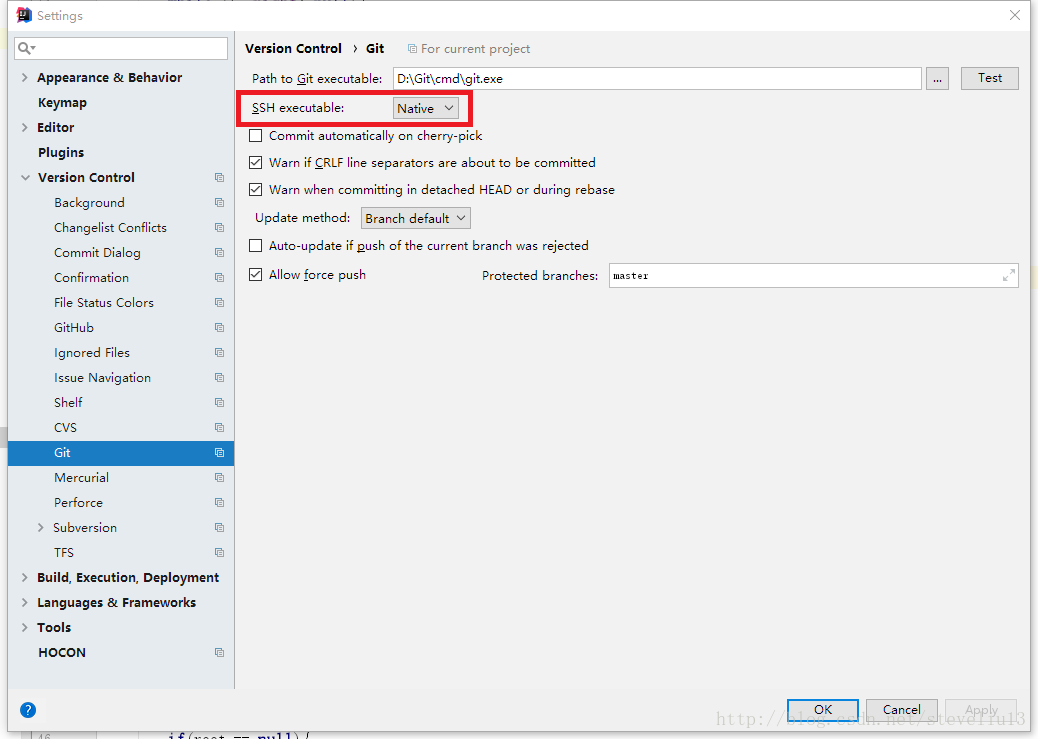 Settings
Version Control › Git For current project
Appearance & Behavior
Keymap
Editor
Plugins
Version Control
Background
Changelist Conflicts
Commit Dialog
Confirmation
File Status Colors
GitHub
Ignored Files
Issue Navigation
Shelf
CVS
Git
Mercurial
Perforce
Subversion
TFS
Build, Execution, Deployment
Languages & Frameworks
Tools
HOCON
Path to Git executable: D:\Git\cmd\git.exe ... Test
SSH executable: Native
Commit automatically on cherry-pick
Warn if CRLF line separators are about to be committed
Warn when committing in detached HEAD or during rebase
Update method: Branch default
Auto-update if push of the current branch was rejected
Allow force push Protected branches: master
? OK Cancel Apply
http://blog.csdn.net/stevefru13
46 if(root == null){